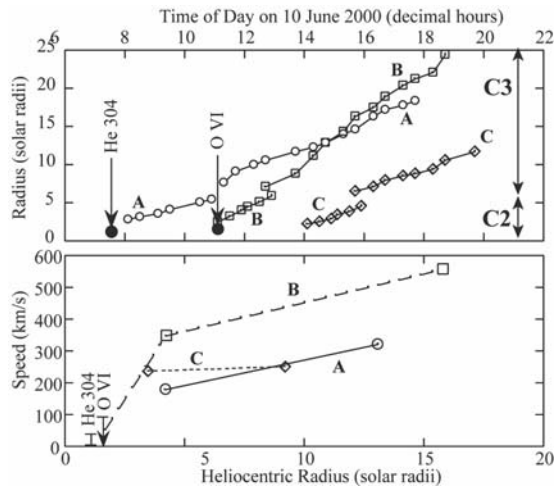 Time of Day on 10 June 2000 (decimal hours)
6 8 10 12 14 16 18 20 22
25
20
15
10
5
0
Radius (solar radii)
He 304
O VI
A
B
B
A
C
C
C3
C2
600
500
400
300
200
100
0
Speed (km/s)
B
C
A
He 304
O VI
0 5 10 15 20
Heliocentric Radius (solar radii)